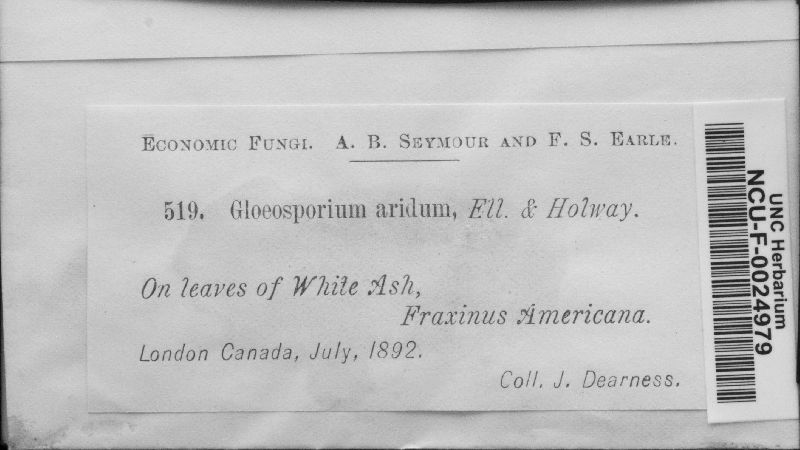 Economic Fungi. A. B. Seymour and F. S. Earle.
519. Gloeosporium aridum, Ell. & Holway.
On leaves of White Ash,
Fraxinus Americana.
London Canada, July, 1892.
Coll. J. Dearness.
UNC Herbarium
NCU-F-0024979